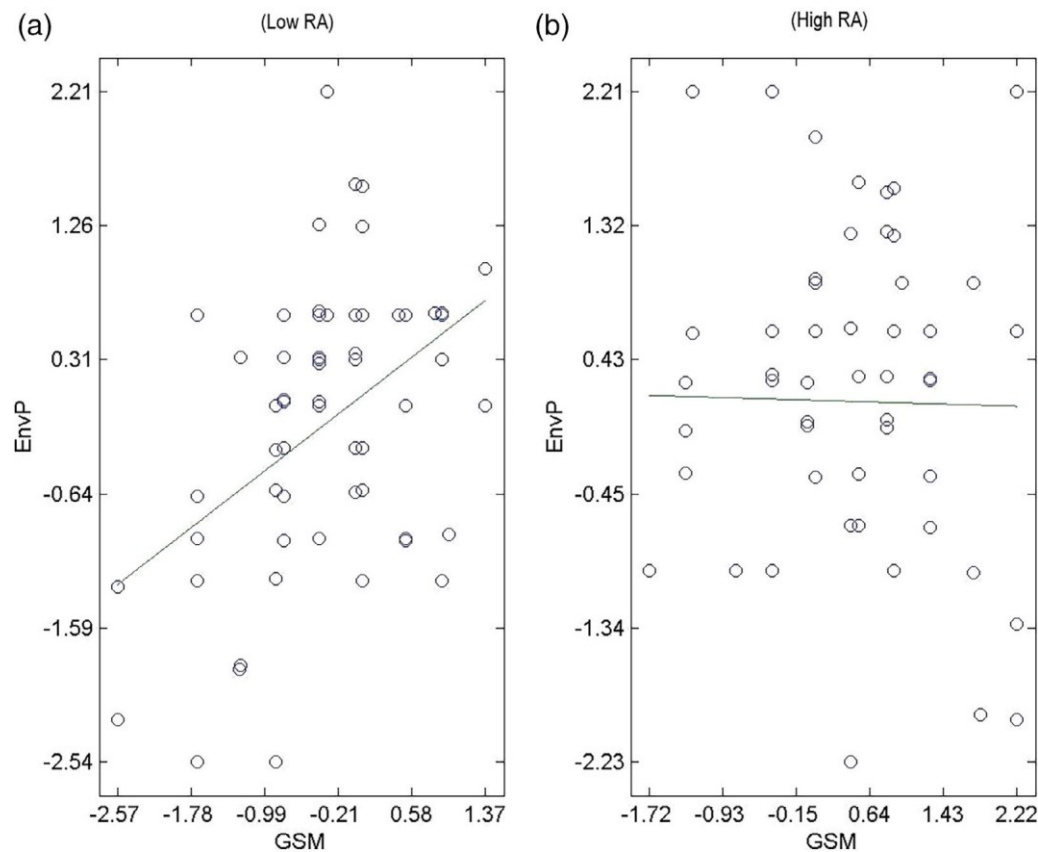 (a) (Low RA)
2.21
1.26
0.31
-0.64
-1.59
-2.54
EnvP
-2.57 -1.78 -0.99 -0.21 0.58 1.37
GSM
(b) (High RA)
2.21
1.32
0.43
-0.45
-1.34
-2.23
EnvP
-1.72 -0.93 -0.15 0.64 1.43 2.22
GSM